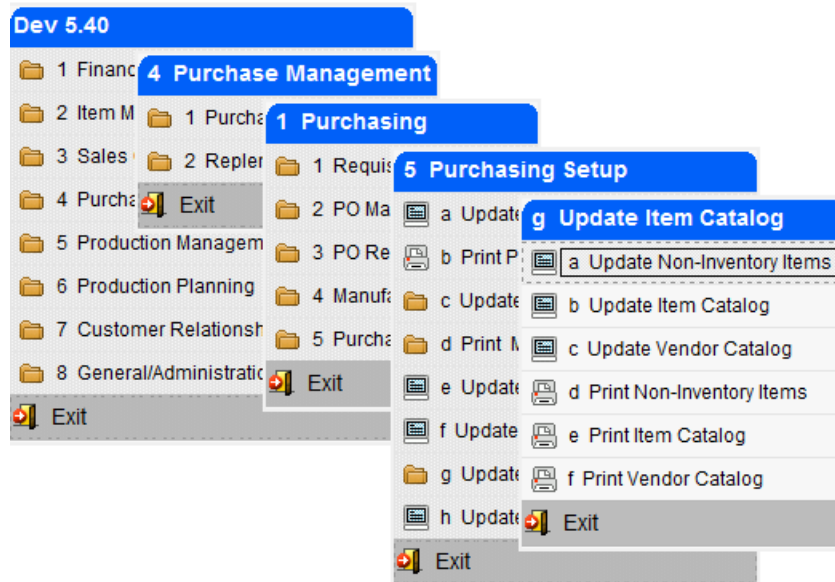 Dev 5.40
1 Financ
2 Item M
3 Sales
4 Purcha
5 Production Managem
6 Production Planning
7 Customer Relationsh
8 General/Administratio
Exit
4 Purchase Management
1 Purcha
2 Repler
Exit
1 Purchasing
1 Requis
2 PO Ma
3 PO Re
4 Manufa
5 Purcha
Exit
5 Purchasing Setup
a Update
b Print P
c Update
d Print M
e Update
f Update
g Update
h Update
Exit
g Update Item Catalog
a Update Non-Inventory Items
b Update Item Catalog
c Update Vendor Catalog
d Print Non-Inventory Items
e Print Item Catalog
f Print Vendor Catalog
Exit